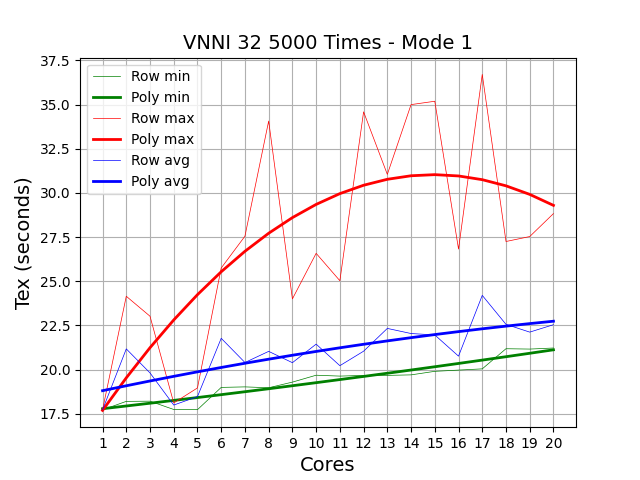 VNNI 32 5000 Times - Mode 1
37.5
35.0
32.5
30.0
27.5
25.0
22.5
20.0
17.5
Tex (seconds)
Row min
Poly min
Row max
Poly max
Row avg
Poly avg
1 2 3 4 5 6 7 8 9 10 11 12 13 14 15 16 17 18 19 20
Cores